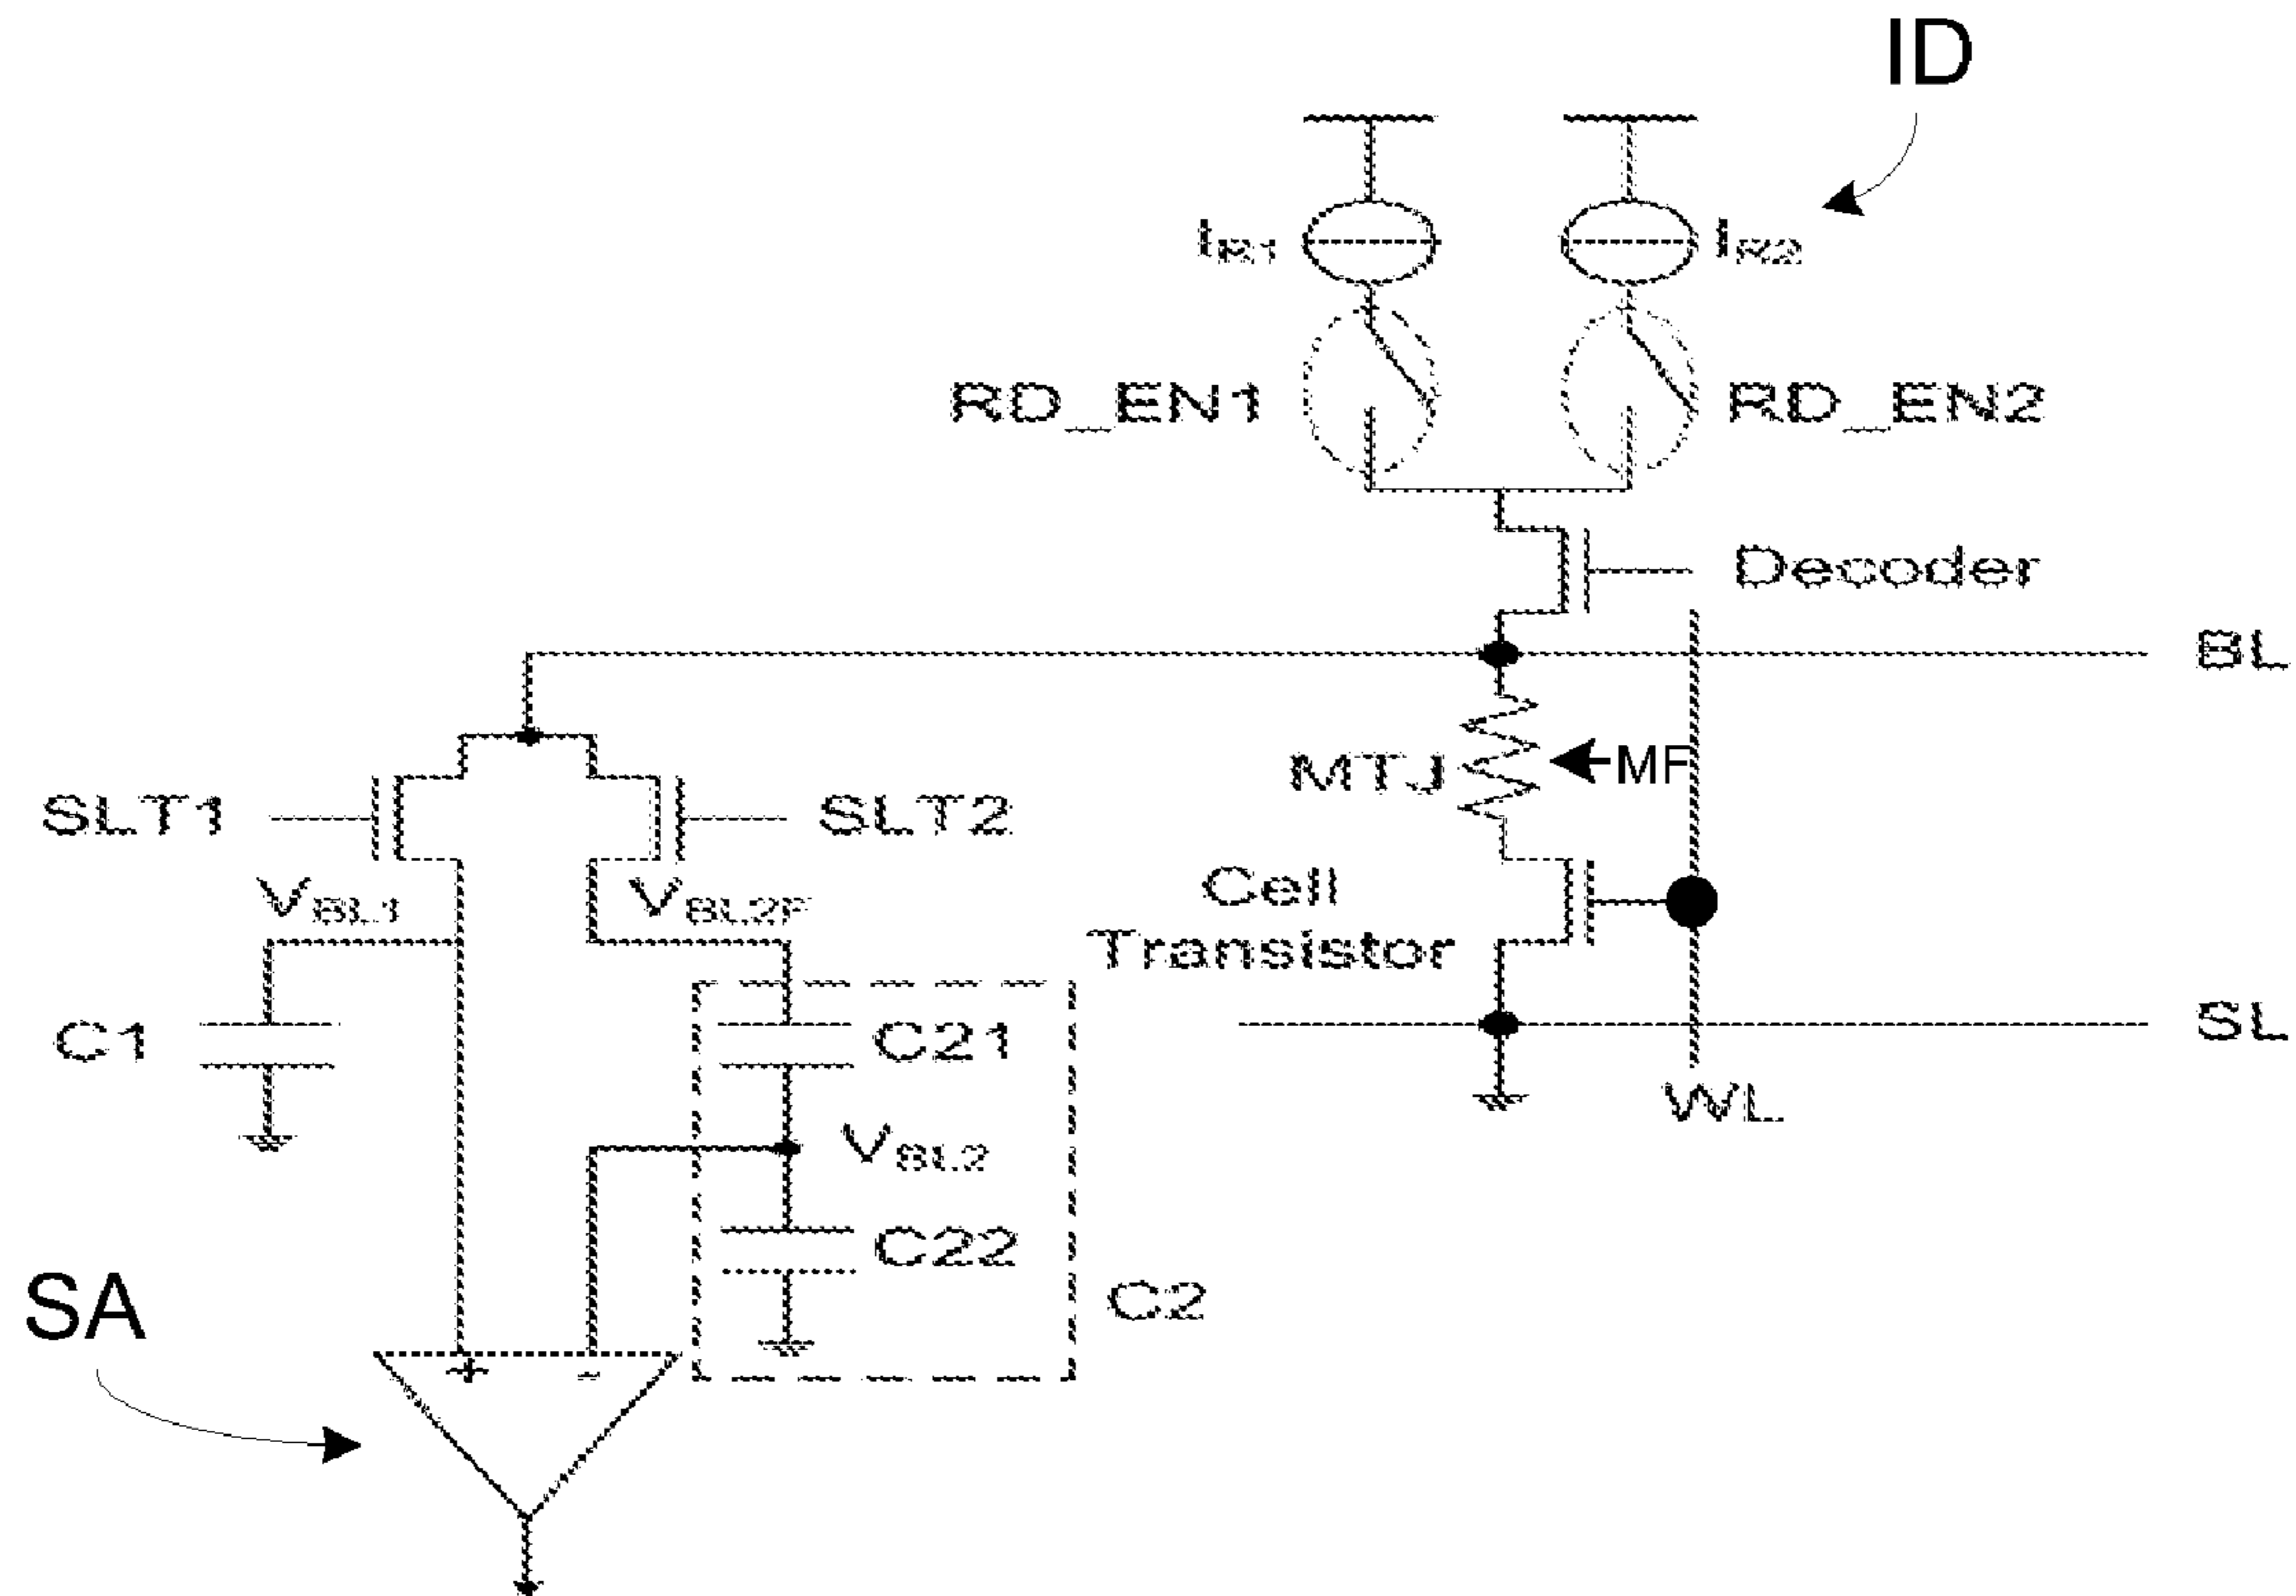 ID
IR1
IR2
RD_EN1
RD_EN2
Decoder
BL
MTJ
MF
SLT1
SLT2
VBL1
VBL2F
Cell
Transistor
C1
C21
SL
WL
VBL2
C22
C2
SA
+
-